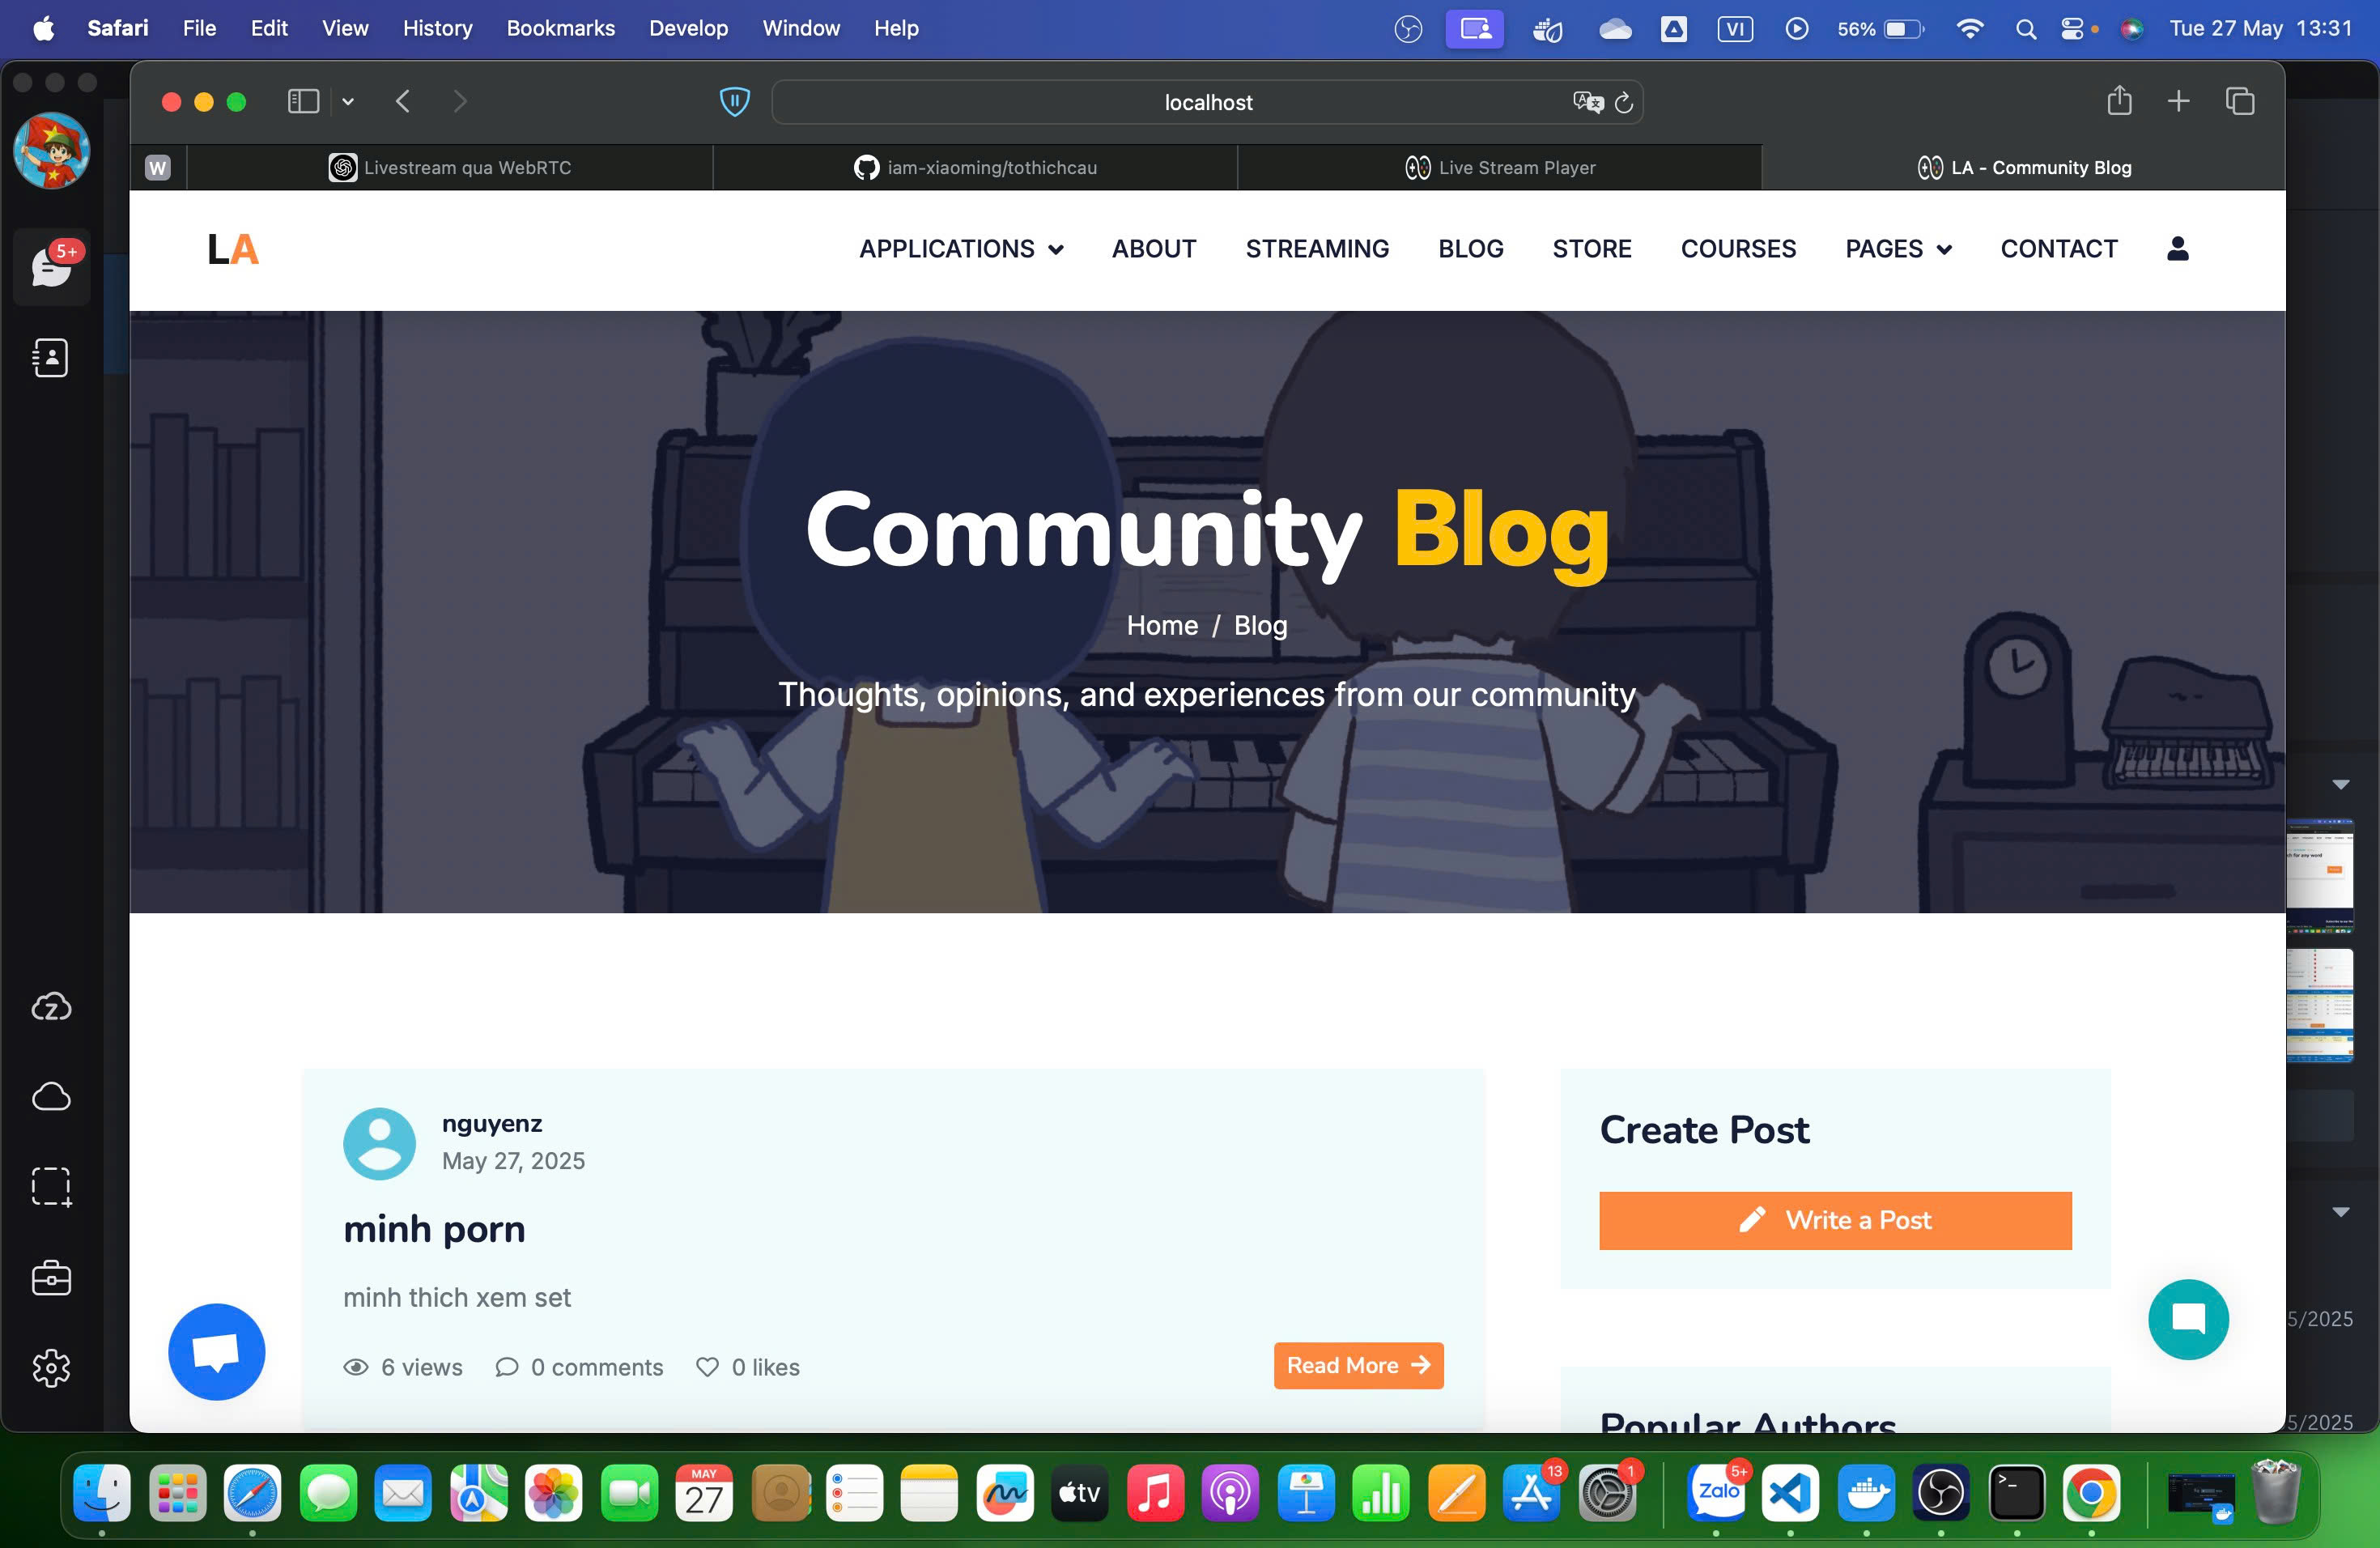 Safari File Edit View History Bookmarks Develop Window Help VI 56% Tue 27 May 13:31
localhost
W Livestream qua WebRTC iam-xiaoming/tothichcau Live Stream Player LA - Community Blog
5+
LA APPLICATIONS ABOUT STREAMING BLOG STORE COURSES PAGES CONTACT
Community Blog
Home / Blog
Thoughts, opinions, and experiences from our community
nguyenz
May 27, 2025
minh porn
minh thich xem set
6 views 0 comments 0 likes Read More
Create Post
Write a Post
Popular Authors
5/2025
5/2025
MAY
27
tv
13
1
Zalo
5+